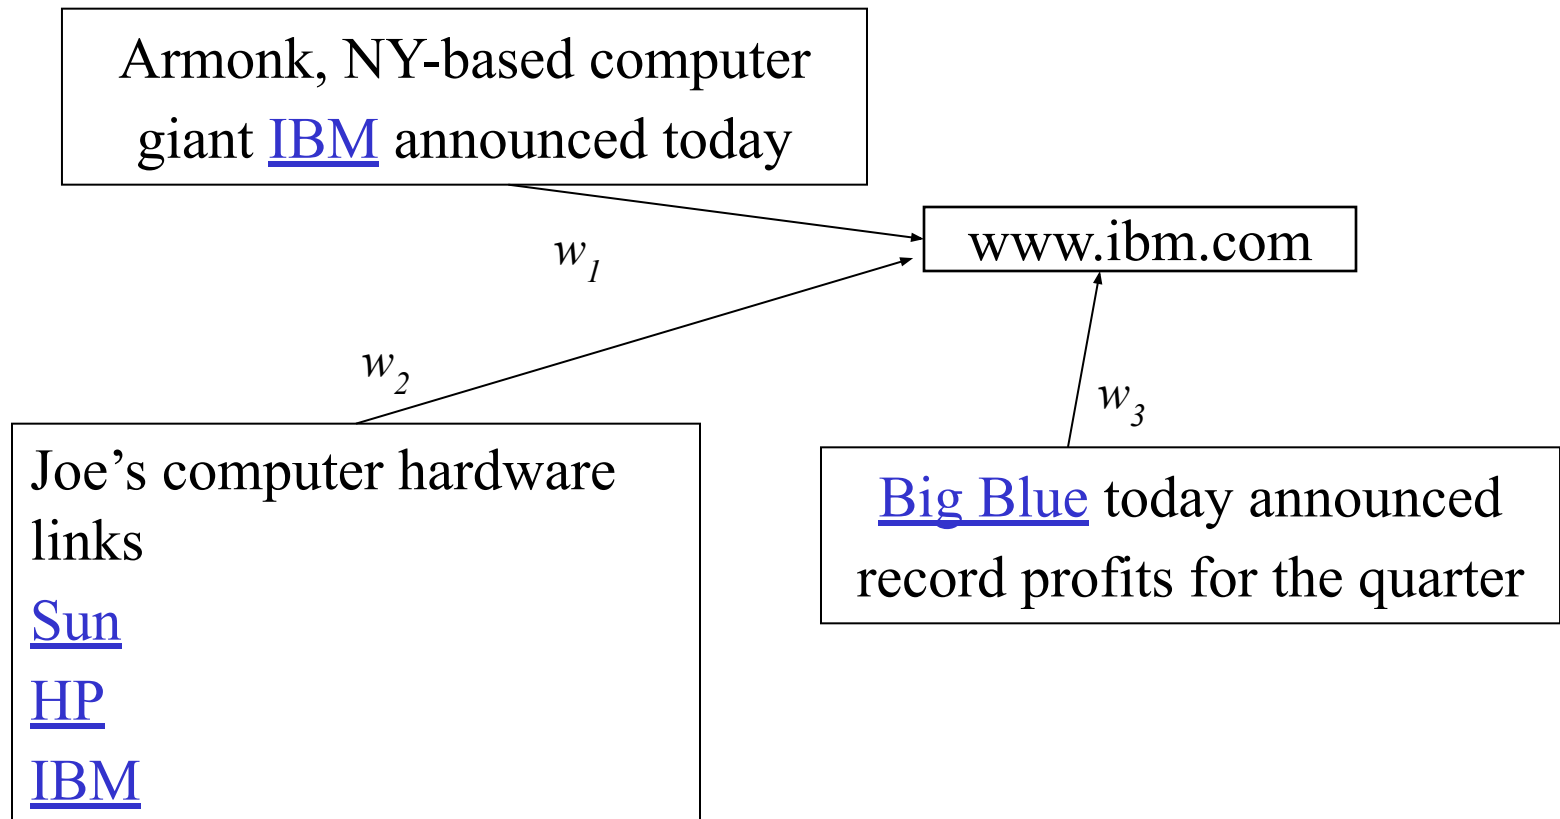 Armonk, NY-based computer
giant IBM announced today
www.ibm.com
w1
w2
w3
Joe’s computer hardware
links
Sun
HP
IBM
Big Blue today announced
record profits for the quarter